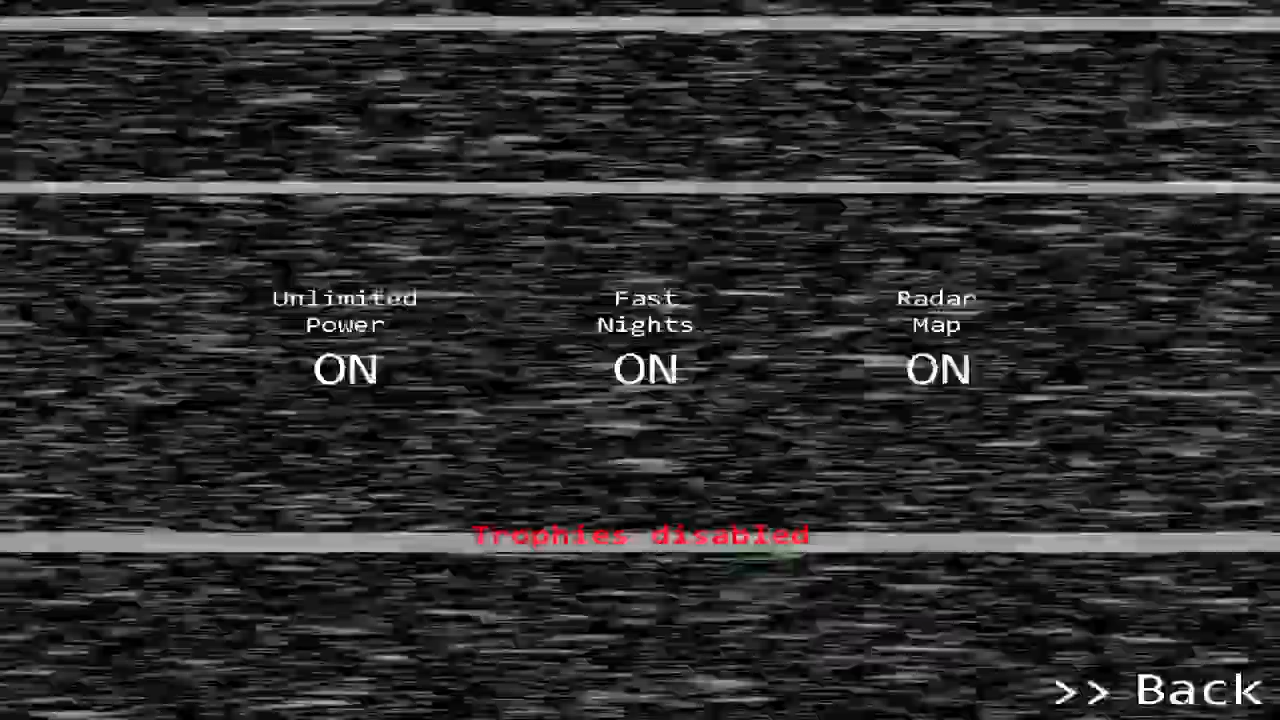 Unlimited
Power
ON
Fast
Nights
ON
Radar
Map
ON
Trophies disabled
>> Back